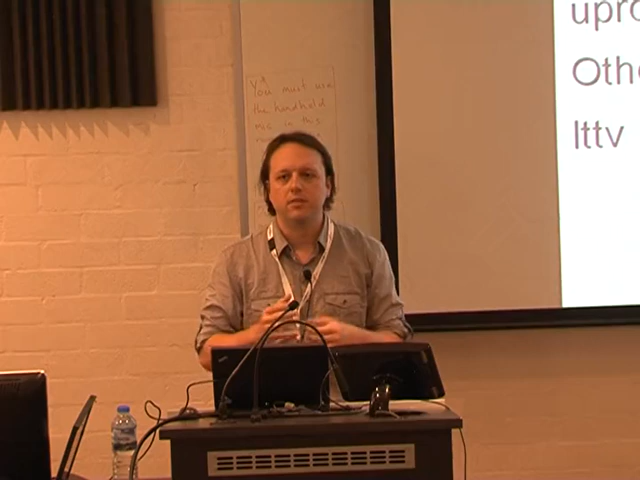 You must use
the handheld
mic in this
upro
Othe
lttv